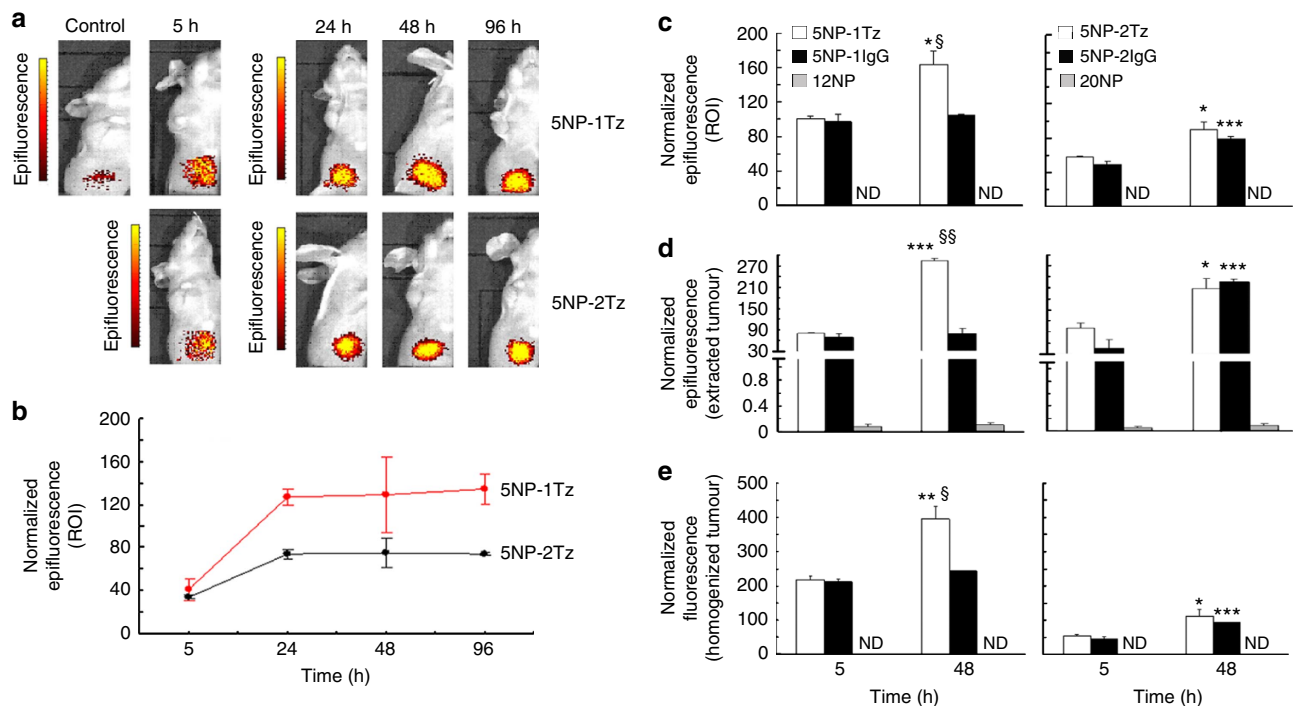 a
Control
5 h
24 h
48 h
96 h
Epifluorescence
Epifluorescence
5NP-1Tz
Epifluorescence
Epifluorescence
5NP-2Tz
b
Normalized
epifluorescence
(ROI)
200
160
120
80
40
0
5NP-1Tz
5NP-2Tz
5
24
48
96
Time (h)
c
Normalized
epifluorescence
(ROI)
200
160
120
80
40
0
5NP-1Tz
5NP-1IgG
12NP
* §
ND
ND
5NP-2Tz
5NP-2IgG
20NP
*
***
ND
ND
d
Normalized
epifluorescence
(extracted tumour)
270
210
150
90
30
0.8
0.4
0
*** §§
*
***
e
Normalized
fluorescence
(homogenized tumour)
500
400
300
200
100
0
** §
ND
ND
5
48
Time (h)
*
***
ND
ND
5
48
Time (h)